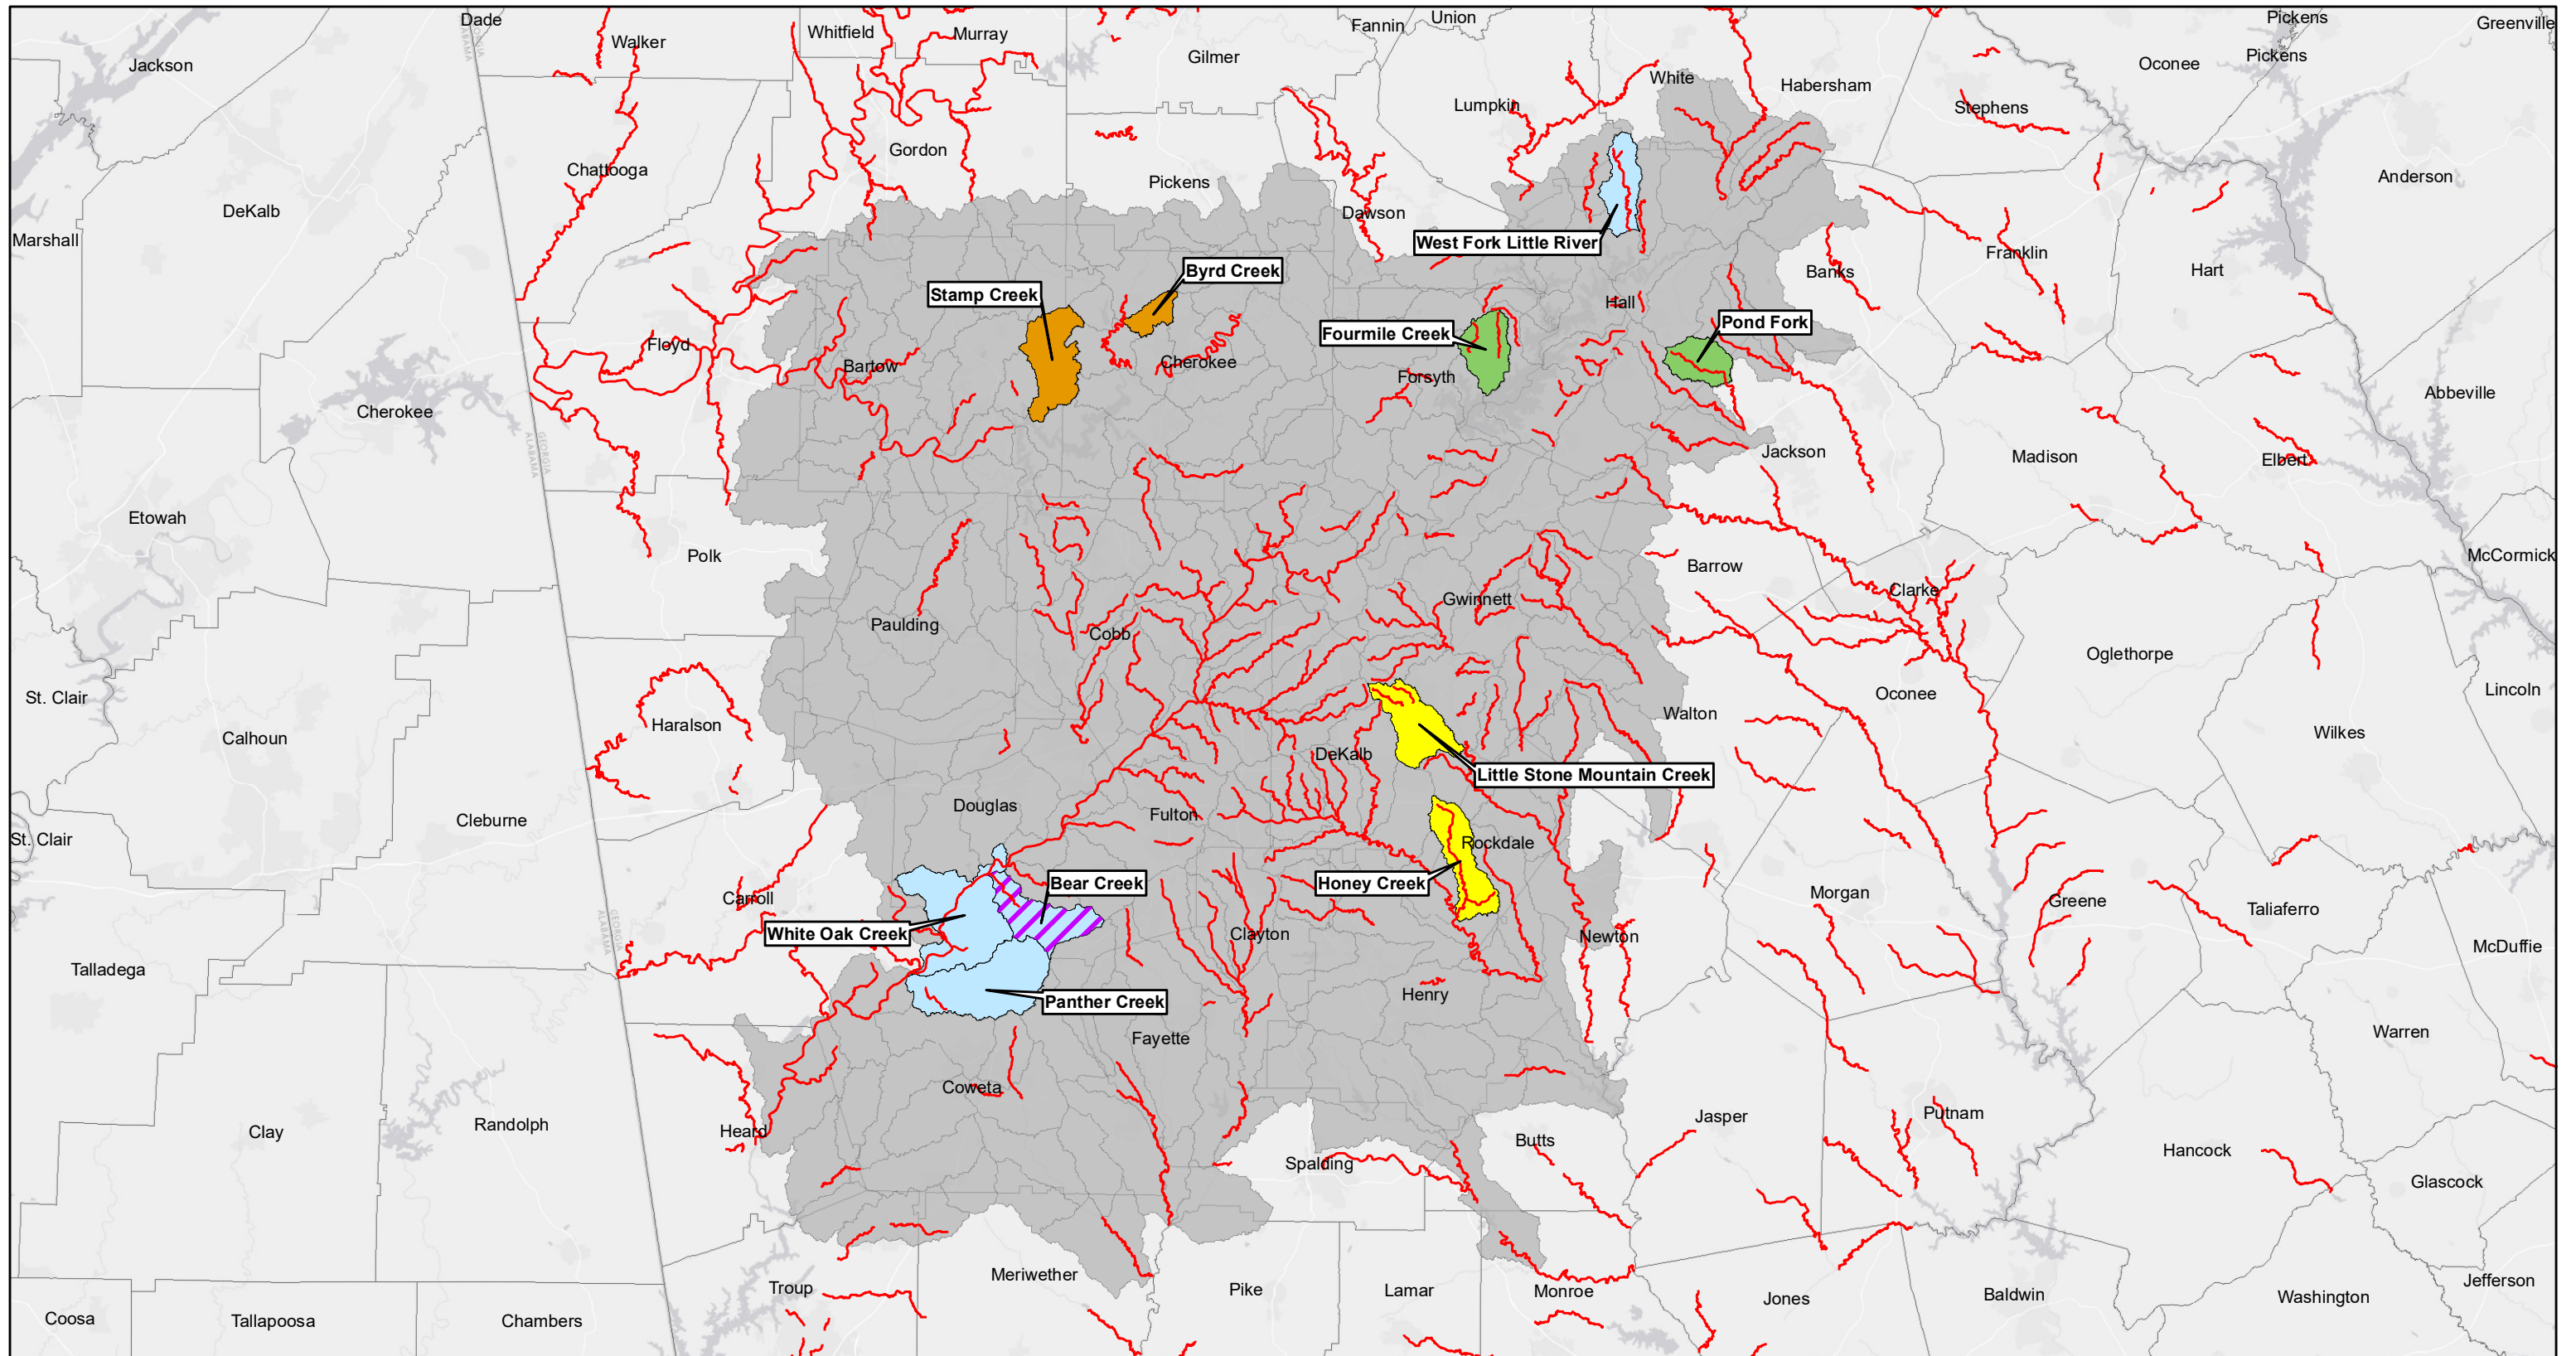 Dade
Union
Pickens
Greenville
Fannin
Whitfield
Murray
Walker
Gilmer
Pickens
Jackson
Oconee
White
Habersham
Lumpkin
Stephens
Gordon
Chattooga
Pickens
Anderson
DeKalb
Dawson
Marshall
West Fork Little River
Franklin
Byrd Creek
Banks
Hart
Stamp Creek
Hall
Pond Fork
Fourmile Creek
Floyd
Bartow
Cherokee
Forsyth
Abbeville
Cherokee
GEORGIA
ALABAMA
Jackson
Madison
Elbert
Etowah
Polk
McCormick
Barrow
Clarke
Gwinnett
Paulding
Cobb
Oglethorpe
St. Clair
Oconee
Lincoln
Walton
Haralson
Wilkes
Calhoun
DeKalb
Little Stone Mountain Creek
Douglas
Fulton
Cleburne
St. Clair
Rockdale
Bear Creek
Honey Creek
Morgan
Carroll
Greene
Taliaferro
GEORGIA
ALABAMA
White Oak Creek
Clayton
Newton
McDuffie
Talladega
Henry
Panther Creek
Warren
Fayette
Coweta
Putnam
Jasper
Randolph
Clay
Heard
Butts
Hancock
Spalding
Glascock
Meriwether
Jefferson
Troup
Pike
Lamar
Monroe
Baldwin
Jones
Washington
Coosa
Tallapoosa
Chambers